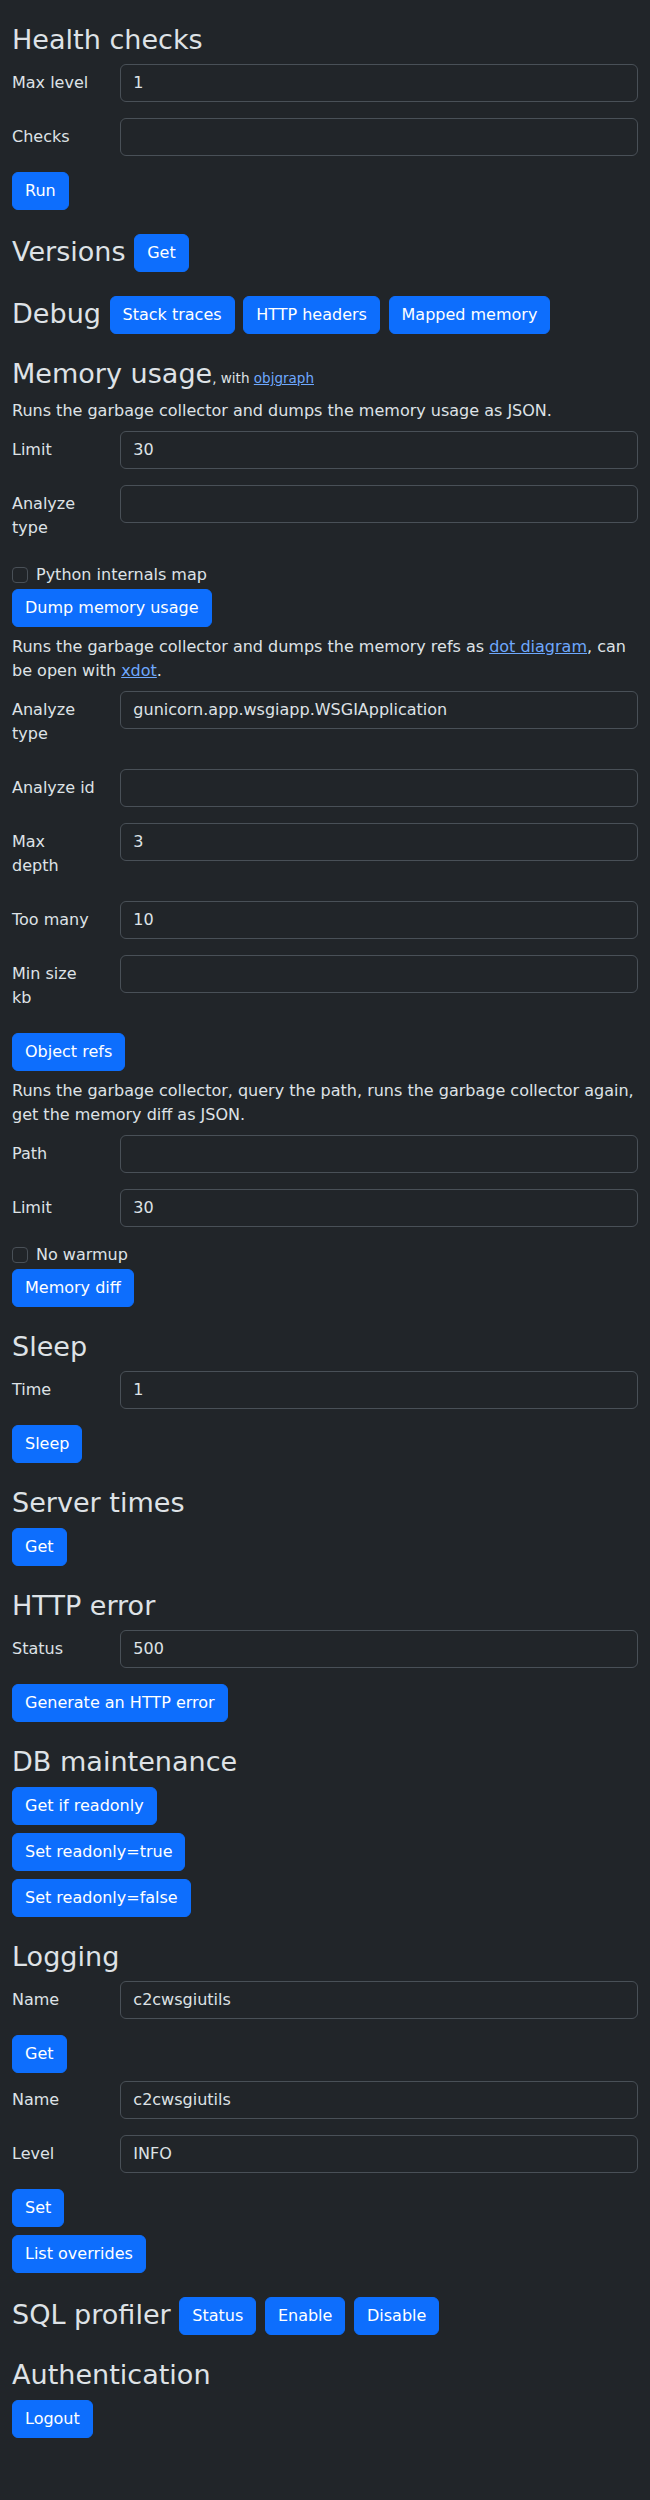 Health checks
Max level 1
Checks
Run
Versions Get
Debug Stack traces HTTP headers Mapped memory
Memory usage, with objgraph
Runs the garbage collector and dumps the memory usage as JSON.
Limit 30
Analyze
type
Python internals map
Dump memory usage
Runs the garbage collector and dumps the memory refs as dot diagram, can
be open with xdot.
Analyze gunicorn.app.wsgiapp.WSGIApplication
type
Analyze id
Max 3
depth
Too many 10
Min size
kb
Object refs
Runs the garbage collector, query the path, runs the garbage collector again,
get the memory diff as JSON.
Path
Limit 30
No warmup
Memory diff
Sleep
Time 1
Sleep
Server times
Get
HTTP error
Status 500
Generate an HTTP error
DB maintenance
Get if readonly
Set readonly=true
Set readonly=false
Logging
Name c2cwsgiutils
Get
Name c2cwsgiutils
Level INFO
Set
List overrides
SQL profiler Status Enable Disable
Authentication
Logout